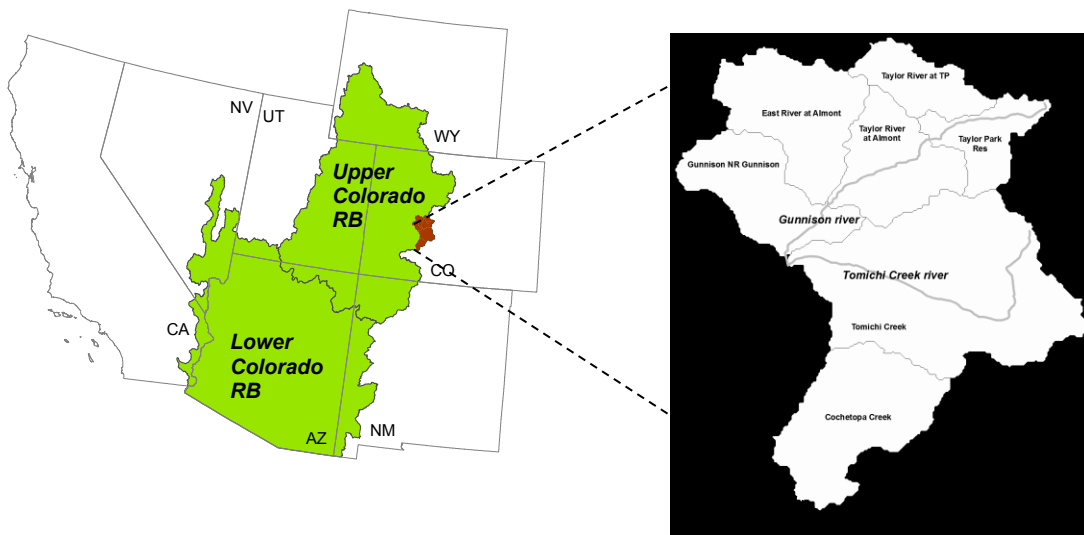 NV
UT
WY
Upper
Colorado
RB
CO
CA
Lower
Colorado
RB
AZ
NM
Taylor River at TP
East River at Almont
Taylor River
at Almont
Taylor Park
Res
Gunnison NR Gunnison
Gunnison river
Tomichi Creek river
Tomichi Creek
Cochetopa Creek